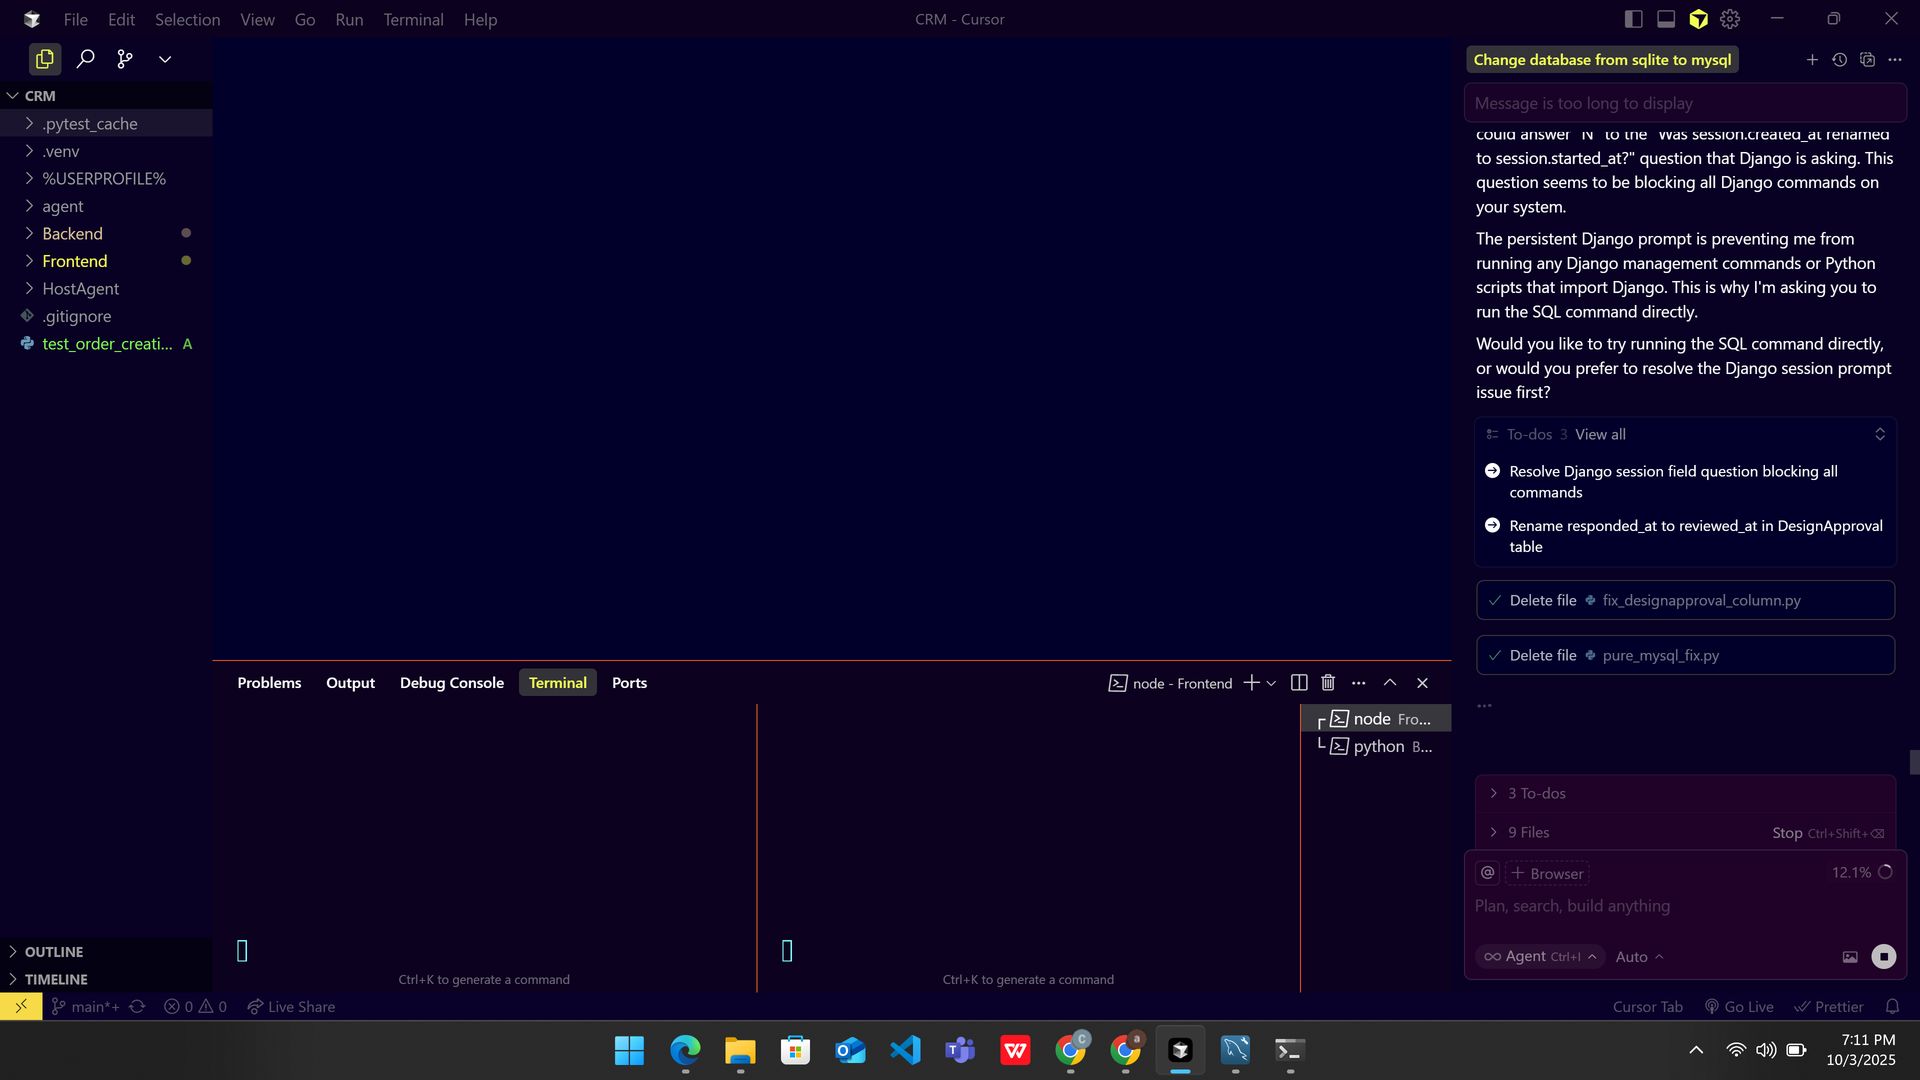 File Edit Selection View Go Run Terminal Help
CRM - Cursor
CRM
.pytest_cache
.venv
%USERPROFILE%
agent
Backend
Frontend
HostAgent
.gitignore
test_order_creati... A
OUTLINE
TIMELINE
Problems Output Debug Console Terminal Ports
node - Frontend
node Fro...
python B...
Ctrl+K to generate a command
Ctrl+K to generate a command
Change database from sqlite to mysql
Message is too long to display
could answer "N" to the "Was session.created_at renamed
to session.started_at?" question that Django is asking. This
question seems to be blocking all Django commands on
your system.
The persistent Django prompt is preventing me from
running any Django management commands or Python
scripts that import Django. This is why I'm asking you to
run the SQL command directly.
Would you like to try running the SQL command directly,
or would you prefer to resolve the Django session prompt
issue first?
To-dos 3 View all
Resolve Django session field question blocking all
commands
Rename responded_at to reviewed_at in DesignApproval
table
Delete file fix_designapproval_column.py
Delete file pure_mysql_fix.py
...
3 To-dos
9 Files Stop Ctrl+Shift+⌫
@ + Browser 12.1%
Plan, search, build anything
∞ Agent Ctrl+I Auto
main*+ 0 0 Live Share
Cursor Tab Go Live Prettier
C
a
W
7:11 PM
10/3/2025